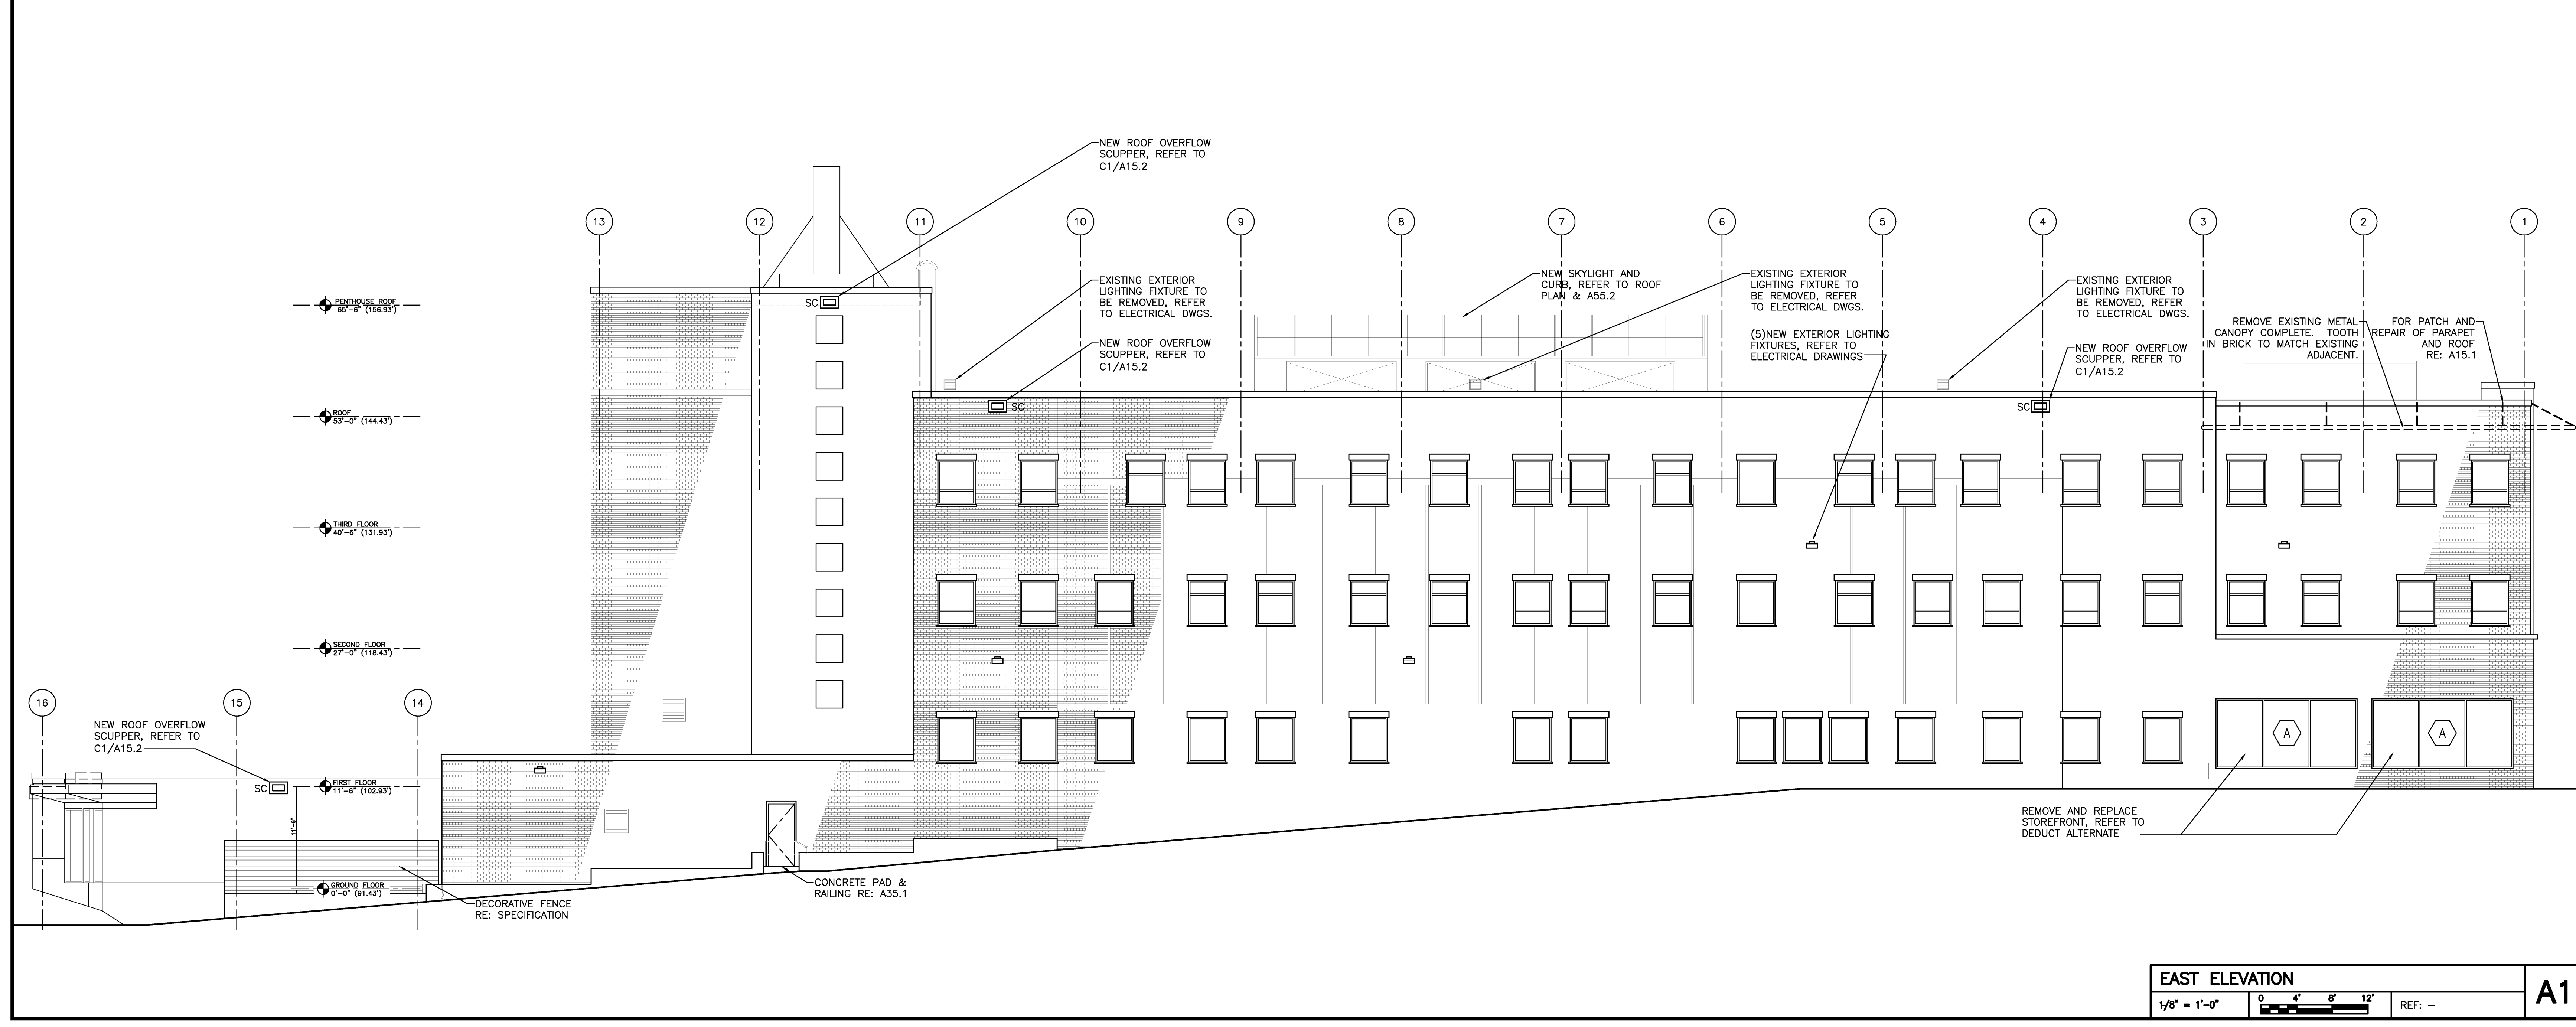 NEW ROOF OVERFLOW
SCUPPER, REFER TO
C1/A15.2
13
12
11
10
9
8
7
6
5
4
3
2
1
PENTHOUSE ROOF
65'-6" (156.93')
SC
EXISTING EXTERIOR
LIGHTING FIXTURE TO
BE REMOVED, REFER
TO ELECTRICAL DWGS.
NEW ROOF OVERFLOW
SCUPPER, REFER TO
C1/A15.2
SC
NEW SKYLIGHT AND
CURB, REFER TO ROOF
PLAN & A55.2
EXISTING EXTERIOR
LIGHTING FIXTURE TO
BE REMOVED, REFER
TO ELECTRICAL DWGS.
(5)NEW EXTERIOR LIGHTING
FIXTURES, REFER TO
ELECTRICAL DRAWINGS
EXISTING EXTERIOR
LIGHTING FIXTURE TO
BE REMOVED, REFER
TO ELECTRICAL DWGS.
NEW ROOF OVERFLOW
SCUPPER, REFER TO
C1/A15.2
SC
REMOVE EXISTING METAL
CANOPY COMPLETE. TOOTH
IN BRICK TO MATCH EXISTING
ADJACENT.
FOR PATCH AND
REPAIR OF PARAPET
AND ROOF
RE: A15.1
ROOF
53'-0" (144.43')
THIRD FLOOR
40'-6" (131.93')
SECOND FLOOR
27'-0" (118.43')
16
15
14
NEW ROOF OVERFLOW
SCUPPER, REFER TO
C1/A15.2
SC
FIRST FLOOR
11'-6" (102.93')
11'-6"
GROUND FLOOR
0'-0" (91.43')
DECORATIVE FENCE
RE: SPECIFICATION
CONCRETE PAD &
RAILING RE: A35.1
A
A
REMOVE AND REPLACE
STOREFRONT, REFER TO
DEDUCT ALTERNATE
EAST ELEVATION
1/8" = 1'-0"
0 4' 8' 12'
REF: -
A1